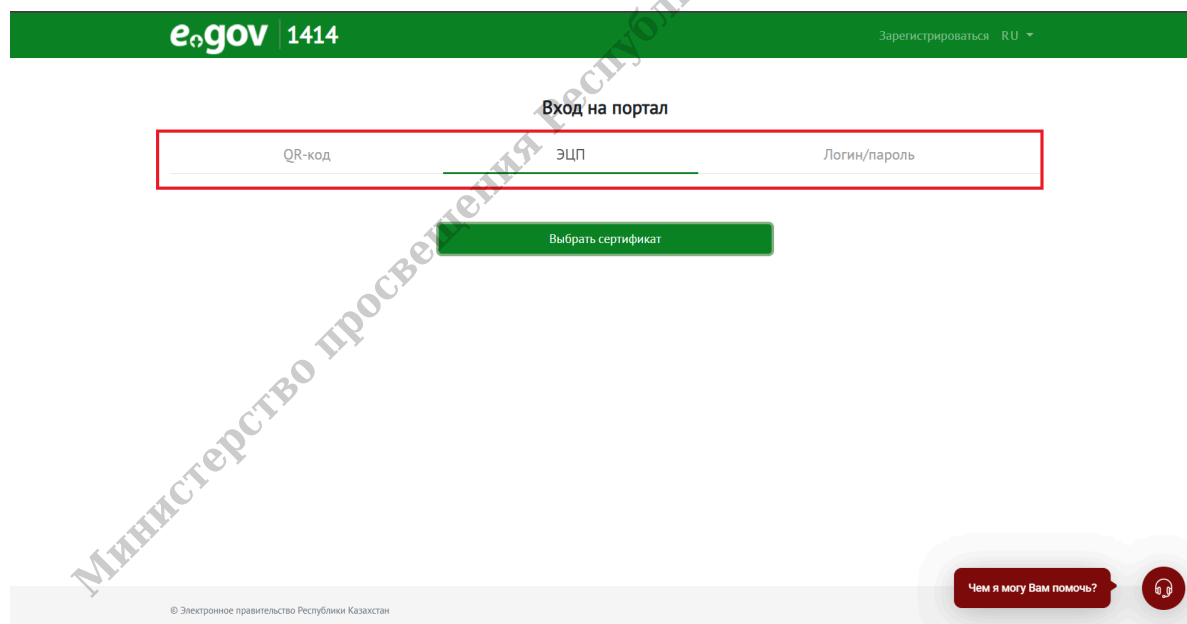 egov 1414
Зарегистрироваться RU
Вход на портал
QR-код ЭЦП Логин/пароль
Выбрать сертификат
Министерство просвещения
Чем я могу Вам помочь?
© Электронное правительство Республики Казахстан